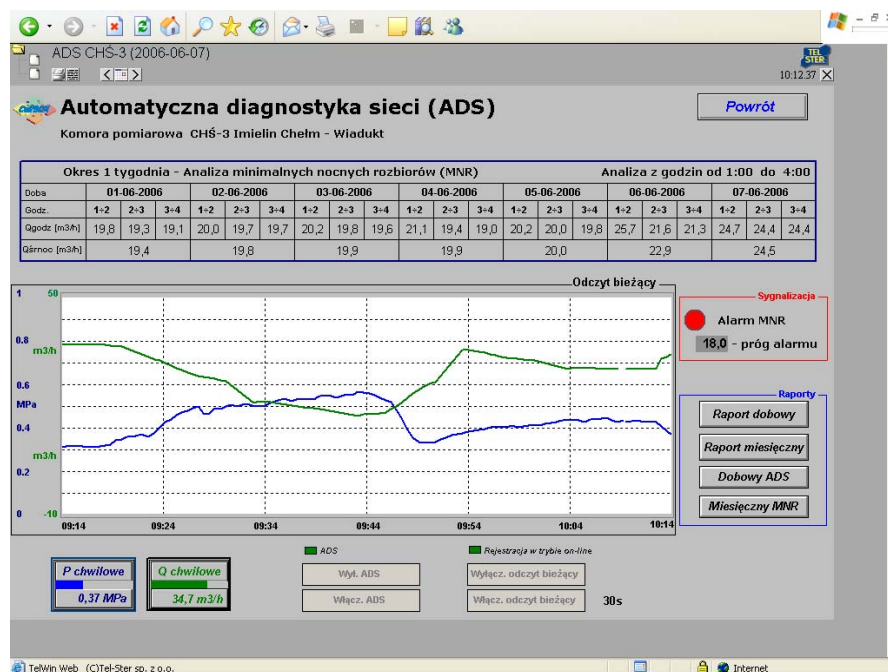 ADS CHŚ-3 (2006-06-07)
TEL
STER
10:12.37
cursor
Automatyczna diagnostyka sieci (ADS)
Powrót
Komora pomiarowa CHŚ-3 Imielin Chełm - Wiadukt
Okres 1 tygodnia - Analiza minimalnych nocnych rozbiorów (MNR) Analiza z godzin od 1:00 do 4:00
Doba 01-06-2006 02-06-2006 03-06-2006 04-06-2006 05-06-2006 06-06-2006 07-06-2006
Godz. 1÷2 2÷3 3÷4 1÷2 2÷3 3÷4 1÷2 2÷3 3÷4 1÷2 2÷3 3÷4 1÷2 2÷3 3÷4 1÷2 2÷3 3÷4 1÷2 2÷3 3÷4
Qgodz [m3/h] 19,8 19,3 19,1 20,0 19,7 19,7 20,2 19,8 19,6 21,1 19,4 19,0 20,2 20,0 19,8 25,7 21,6 21,3 24,7 24,4 24,4
Qśrnoc [m3/h] 19,4 19,8 19,9 19,9 20,0 22,9 24,5
Odczyt bieżący
1 50
0.8
m3/h
0.6
MPa
0.4
m3/h
0.2
0 -10
09:14 09:24 09:34 09:44 09:54 10:04 10:14
Sygnalizacja
Alarm MNR
18,0 - próg alarmu
Raporty
Raport dobowy
Raport miesięczny
Dobowy ADS
Miesięczny MNR
P chwilowe
0,37 MPa
Q chwilowe
34,7 m3/h
ADS
Wył. ADS
Włącz. ADS
Rejestracja w trybie on-line
Wyłącz. odczyt bieżący
Włącz. odczyt bieżący
30s
TelWin Web (C)Tel-Ster sp. z o.o.
Internet